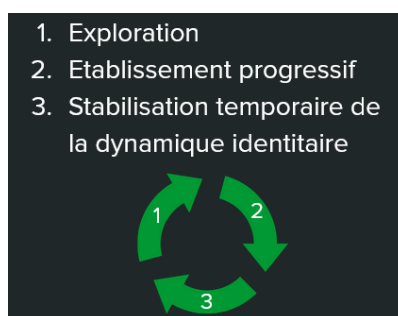 1. Exploration
2. Etablissement progressif
3. Stabilisation temporaire de
la dynamique identitaire
1
2
3